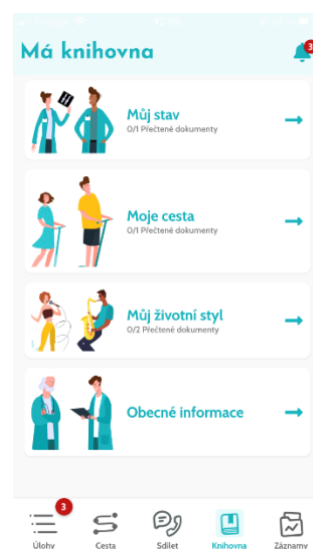 Má knihovna
3
Můj stav
0/1 Přečtené dokumenty
Moje cesta
0/1 Přečtené dokumenty
Můj životní styl
0/2 Přečtené dokumenty
Obecné informace
3
Úlohy
Cesta
Sdílet
Knihovna
Záznamy